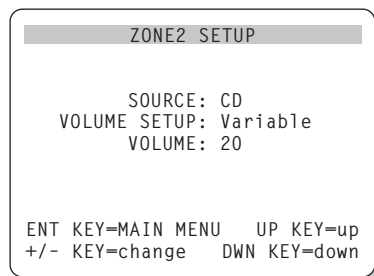 ZONE2 SETUP
SOURCE: CD
VOLUME SETUP: Variable
VOLUME: 20
ENT KEY=MAIN MENU UP KEY=up
+/- KEY=change DWN KEY=down